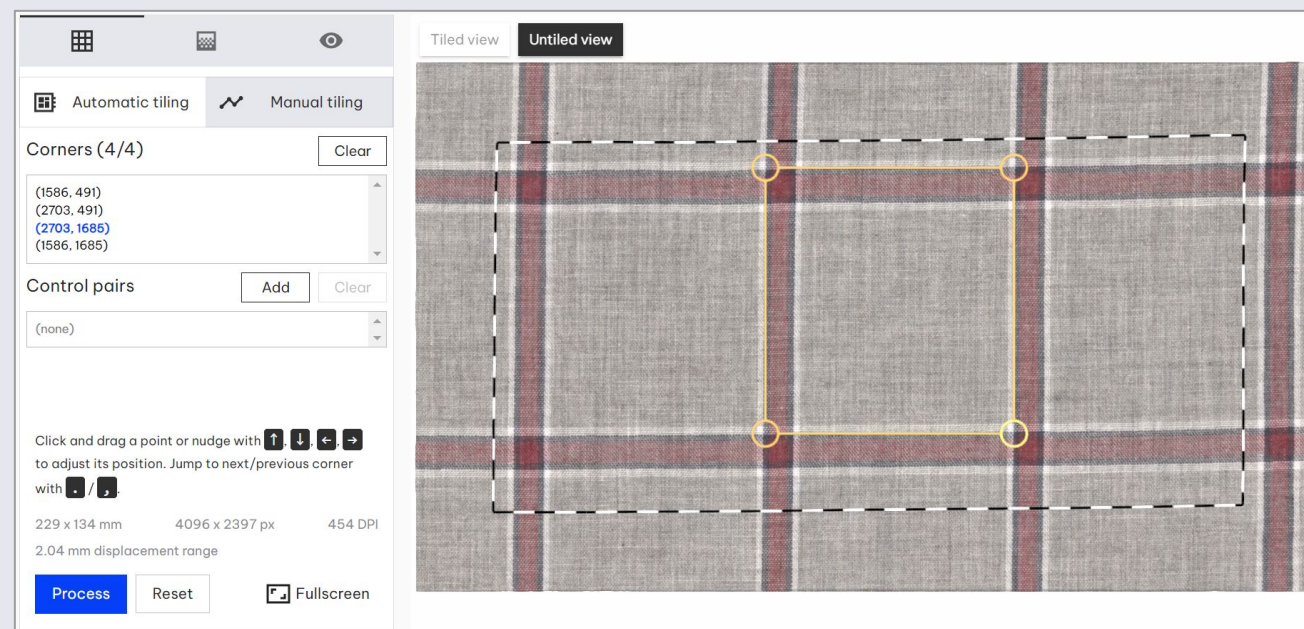 Automatic tiling Manual tiling
Tiled view Untiled view
Corners (4/4) Clear
(1586, 491)
(2703, 491)
(2703, 1685)
(1586, 1685)
Control pairs Add Clear
(none)
Click and drag a point or nudge with ↑, ↓, ←, →
to adjust its position. Jump to next/previous corner
with . / ,.
229 x 134 mm 4096 x 2397 px 454 DPI
2.04 mm displacement range
Process Reset Fullscreen